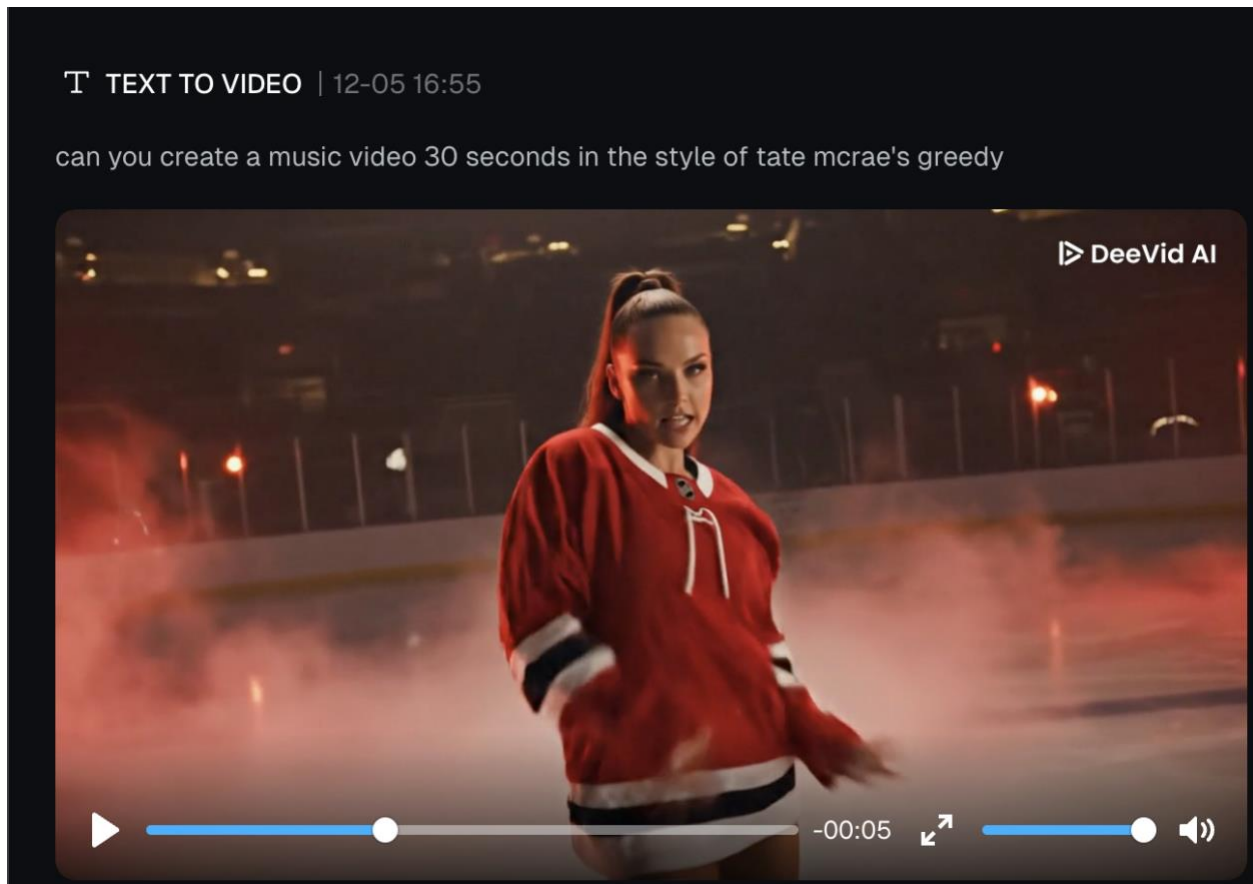 TEXT TO VIDEO | 12-05 16:55
can you create a music video 30 seconds in the style of tate mcrae's greedy
DeeVid AI
-00:05